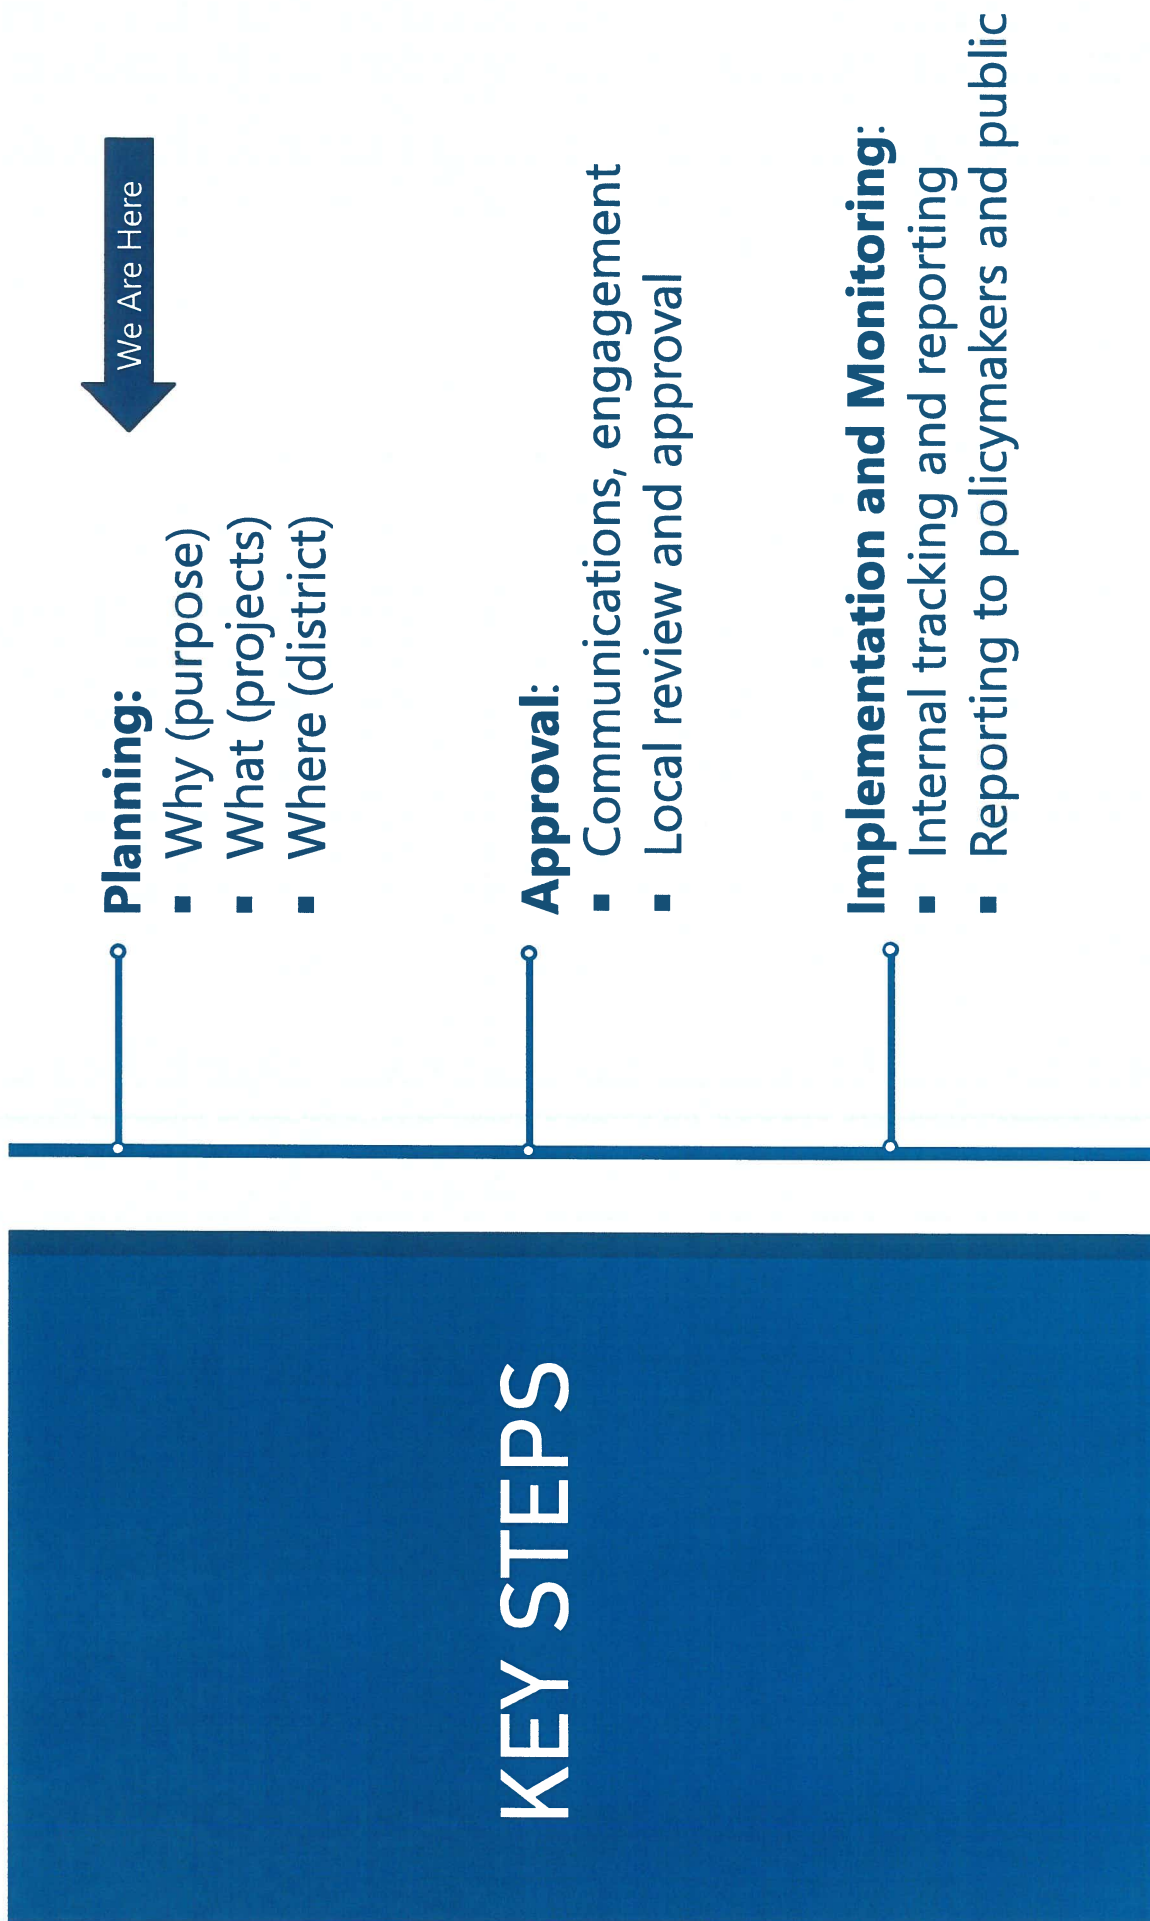 KEY STEPS
Planning:
▪ Why (purpose)
▪ What (projects)
▪ Where (district)
We Are Here
Approval:
▪ Communications, engagement
▪ Local review and approval
Implementation and Monitoring:
▪ Internal tracking and reporting
▪ Reporting to policymakers and public